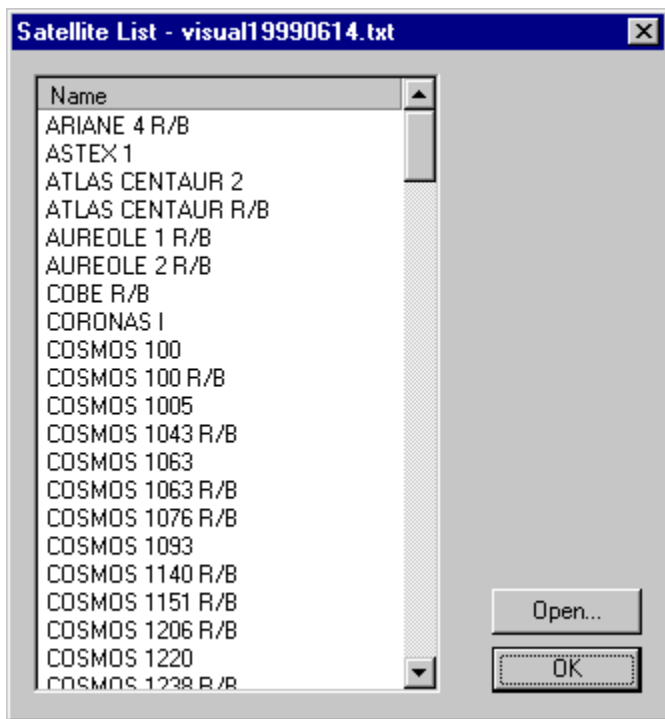 Satellite List - visual19990614.txt
Name
ARIANE 4 R/B
ASTEX 1
ATLAS CENTAUR 2
ATLAS CENTAUR R/B
AUREOLE 1 R/B
AUREOLE 2 R/B
COBE R/B
CORONAS I
COSMOS 100
COSMOS 100 R/B
COSMOS 1005
COSMOS 1043 R/B
COSMOS 1063
COSMOS 1063 R/B
COSMOS 1076 R/B
COSMOS 1093
COSMOS 1140 R/B
COSMOS 1151 R/B
COSMOS 1206 R/B
COSMOS 1220
COSMOS 1238 R/B
Open...
OK